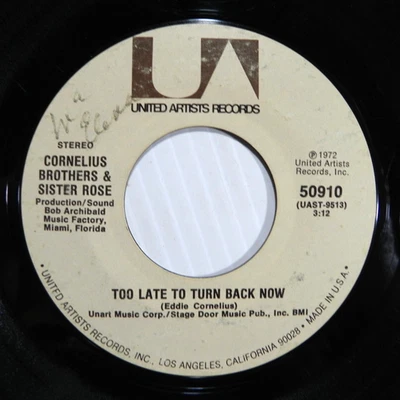 UA
UNITED ARTISTS RECORDS
STEREO
CORNELIUS
BROTHERS &
SISTER ROSE
Production/Sound
Bob Archibald
Music Factory,
Miami, Florida
Ⓟ1972
United Artists
Records, Inc.
50910
(UAST-9513)
3:12
TOO LATE TO TURN BACK NOW
(Eddie Cornelius)
Unart Music Corp./Stage Door Music Pub., Inc. BMI
UNITED ARTISTS RECORDS, INC., LOS ANGELES, CALIFORNIA 90028 • MADE IN U.S.A.